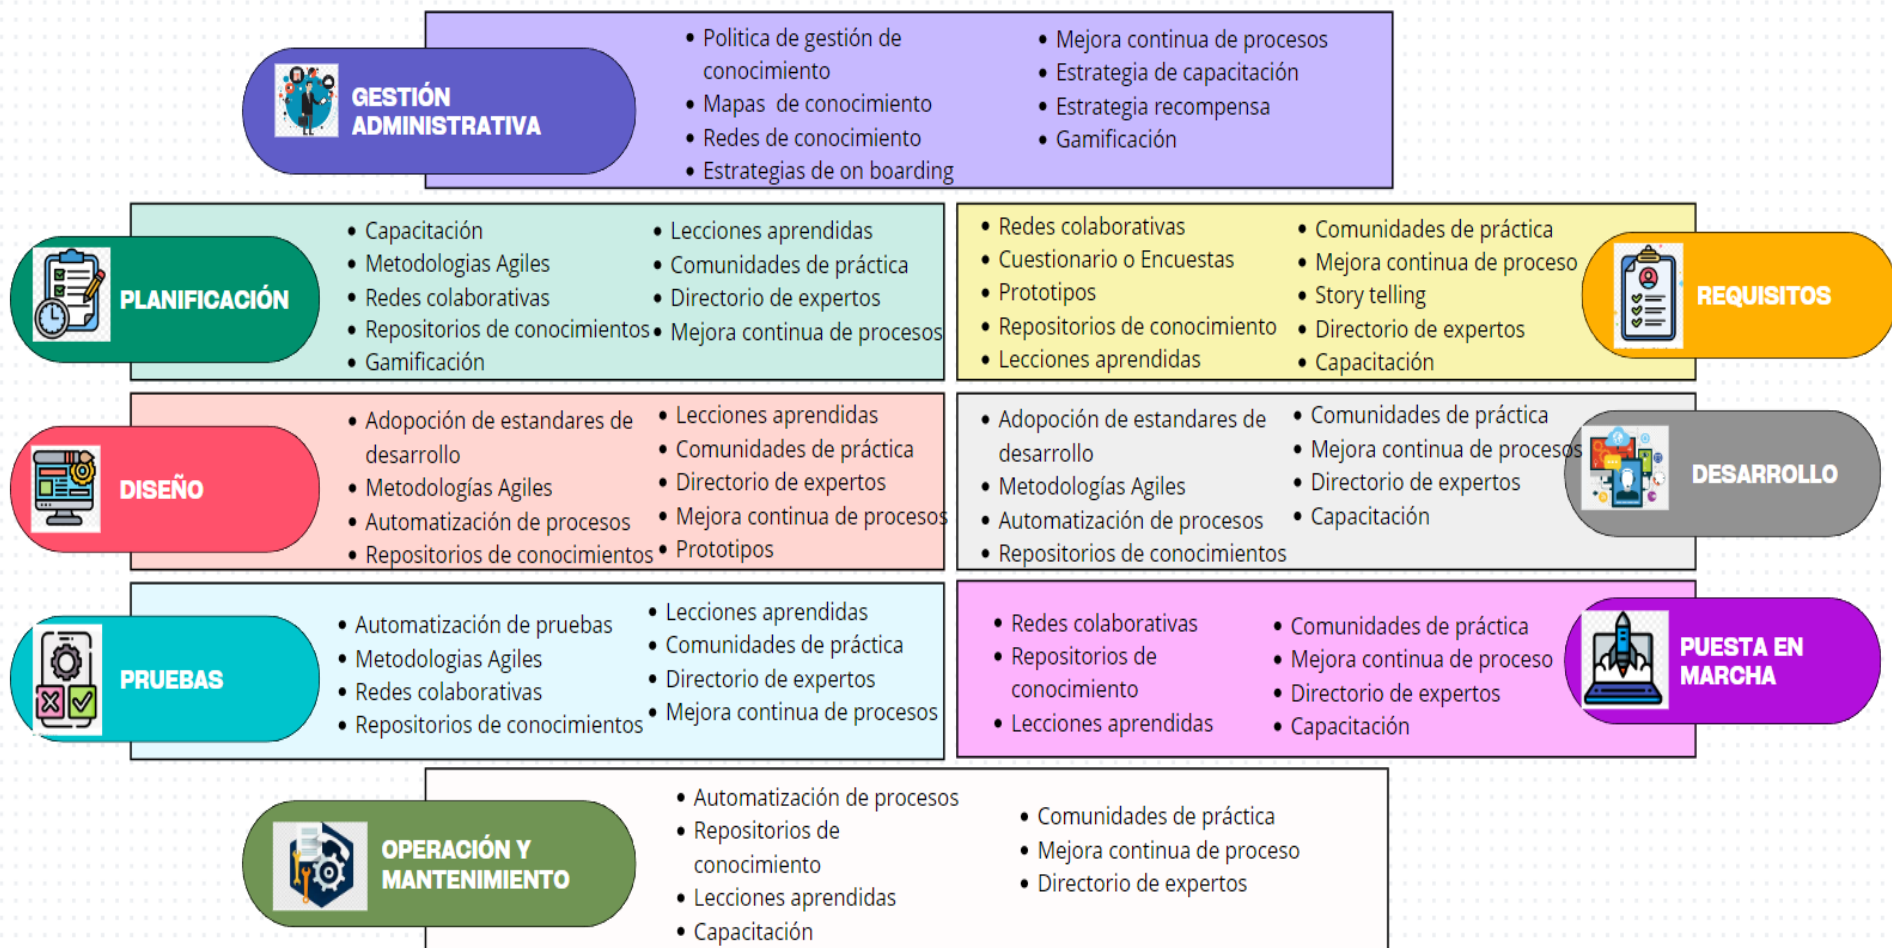 GESTIÓN
ADMINISTRATIVA
• Politica de gestión de
conocimiento
• Mapas de conocimiento
• Redes de conocimiento
• Estrategias de on boarding
• Mejora continua de procesos
• Estrategia de capacitación
• Estrategia recompensa
• Gamificación
PLANIFICACIÓN
• Capacitación
• Metodologias Agiles
• Redes colaborativas
• Repositorios de conocimientos
• Gamificación
• Lecciones aprendidas
• Comunidades de práctica
• Directorio de expertos
• Mejora continua de procesos
• Redes colaborativas
• Cuestionario o Encuestas
• Prototipos
• Repositorios de conocimiento
• Lecciones aprendidas
• Comunidades de práctica
• Mejora continua de proceso
• Story telling
• Directorio de expertos
• Capacitación
REQUISITOS
DISEÑO
• Adopoción de estandares de
desarrollo
• Metodologías Agiles
• Automatización de procesos
• Repositorios de conocimientos
• Lecciones aprendidas
• Comunidades de práctica
• Directorio de expertos
• Mejora continua de procesos
• Prototipos
• Adopoción de estandares de
desarrollo
• Metodologías Agiles
• Automatización de procesos
• Repositorios de conocimientos
• Comunidades de práctica
• Mejora continua de procesos
• Directorio de expertos
• Capacitación
DESARROLLO
PRUEBAS
• Automatización de pruebas
• Metodologias Agiles
• Redes colaborativas
• Repositorios de conocimientos
• Lecciones aprendidas
• Comunidades de práctica
• Directorio de expertos
• Mejora continua de procesos
• Redes colaborativas
• Repositorios de
conocimiento
• Lecciones aprendidas
• Comunidades de práctica
• Mejora continua de proceso
• Directorio de expertos
• Capacitación
PUESTA EN
MARCHA
OPERACIÓN Y
MANTENIMIENTO
• Automatización de procesos
• Repositorios de
conocimiento
• Lecciones aprendidas
• Capacitación
• Comunidades de práctica
• Mejora continua de proceso
• Directorio de expertos